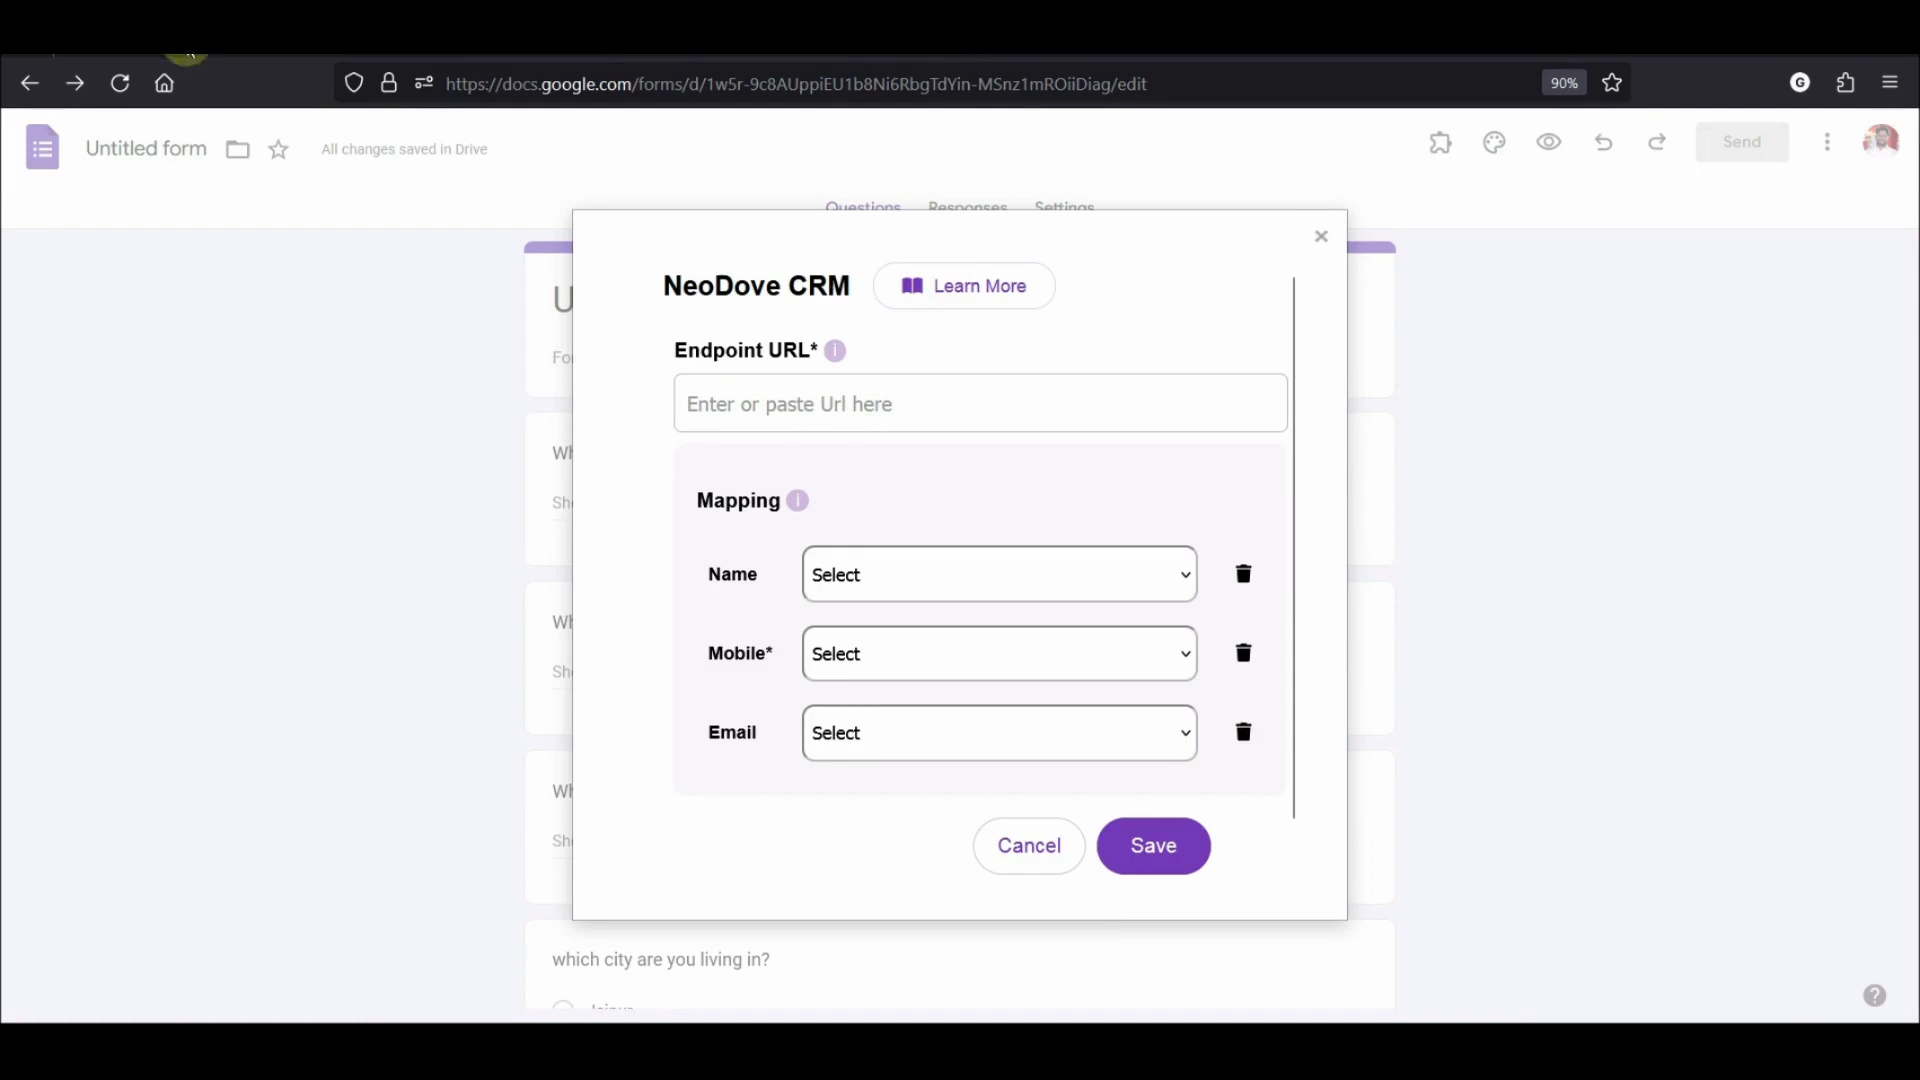 https://docs.google.com/forms/d/1w5r-9c8AUppiEU1b8Ni6RbgTdYin-MSnz1mROiiDiag/edit
90%
G
Untitled form
All changes saved in Drive
Send
Questions Responses Settings
NeoDove CRM
Learn More
Endpoint URL*
Enter or paste Url here
Mapping
Name
Select
Mobile*
Select
Email
Select
Cancel
Save
which city are you living in?